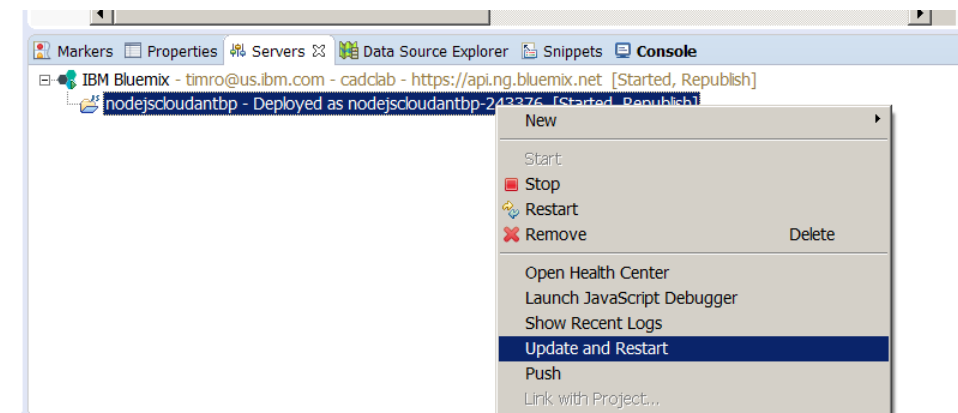 Markers Properties Servers Data Source Explorer Snippets Console
IBM Bluemix - timro@us.ibm.com - cadclab - https://api.ng.bluemix.net [Started, Republish]
nodejscloudantbp - Deployed as nodejscloudantbp-243376 [Started, Republish]
New
Start
Stop
Restart
Remove Delete
Open Health Center
Launch JavaScript Debugger
Show Recent Logs
Update and Restart
Push
Link with Project...